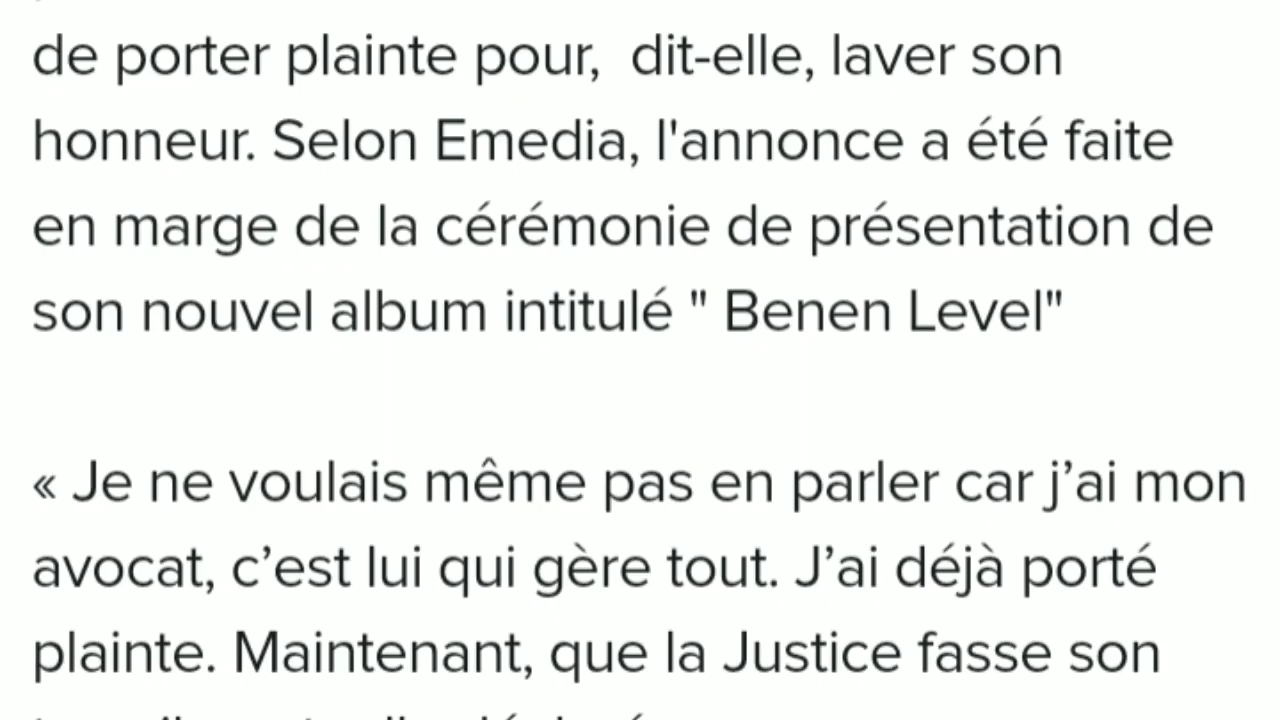 de porter plainte pour,  dit-elle, laver son
honneur. Selon Emedia, l'annonce a été faite
en marge de la cérémonie de présentation de
son nouvel album intitulé " Benen Level"
« Je ne voulais même pas en parler car j’ai mon
avocat, c’est lui qui gère tout. J’ai déjà porté
plainte. Maintenant, que la Justice fasse son